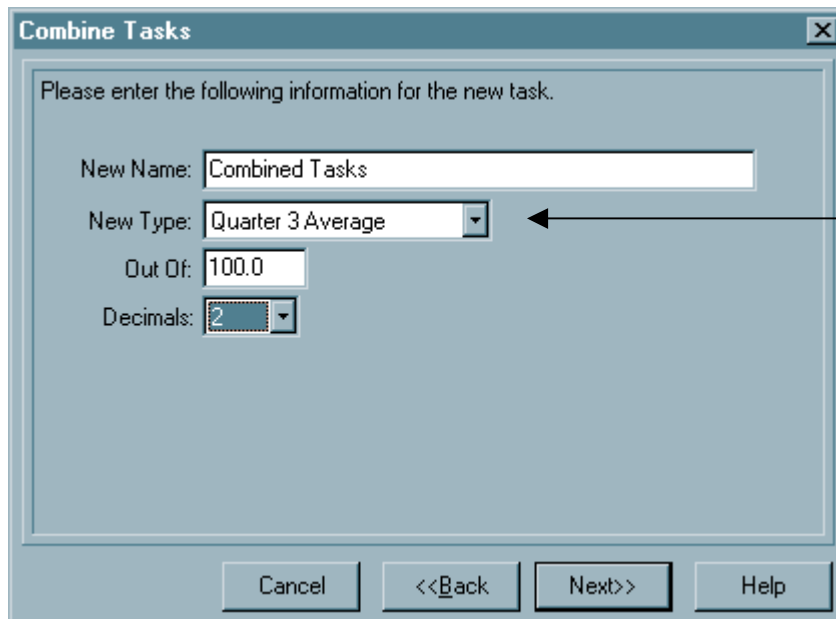 Combine Tasks
Please enter the following information for the new task.
New Name: Combined Tasks
New Type: Quarter 3 Average
Out Of: 100.0
Decimals: 2
Cancel <<Back Next>> Help